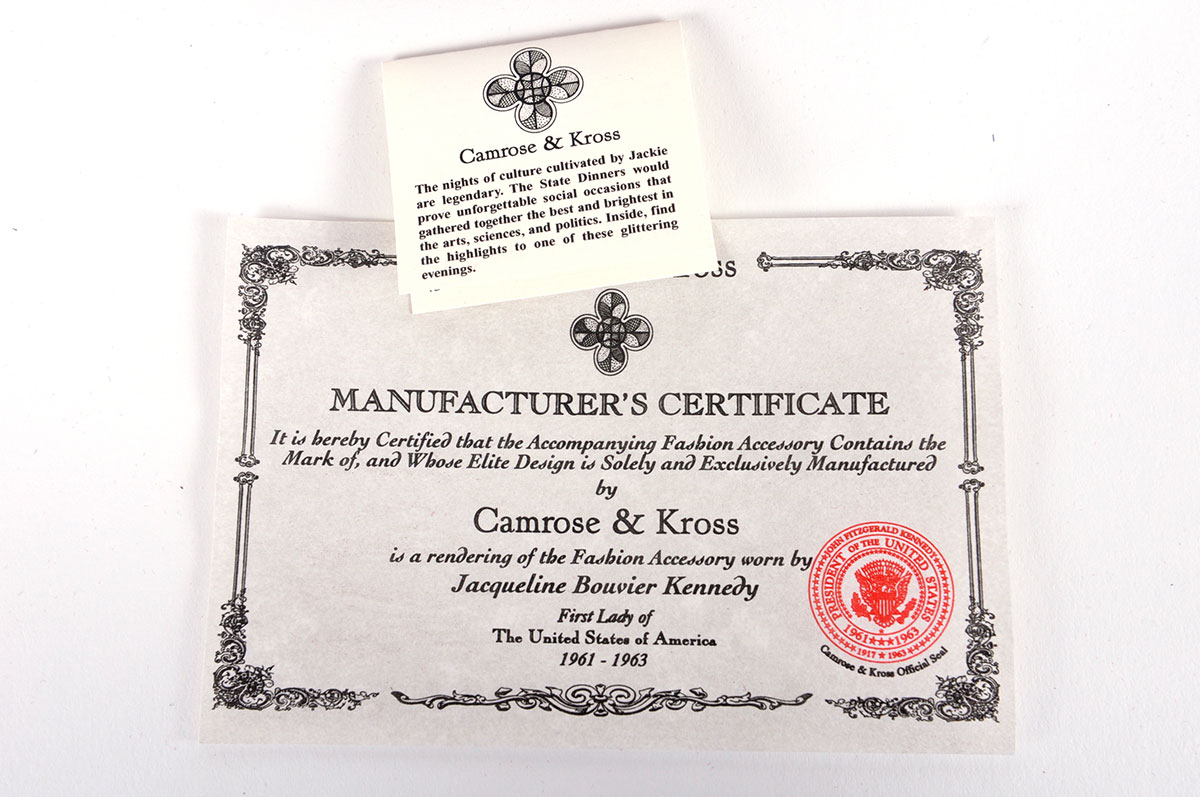 Camrose & Kross
The nights of culture cultivated by Jackie
are legendary. The State Dinners would
prove unforgettable social occasions that
gathered together the best and brightest in
the arts, sciences, and politics. Inside, find
the highlights to one of these glittering
evenings.
MANUFACTURER'S CERTIFICATE
It is hereby Certified that the Accompanying Fashion Accessory Contains the
Mark of, and Whose Elite Design is Solely and Exclusively Manufactured
by
Camrose & Kross
is a rendering of the Fashion Accessory worn by
Jacqueline Bouvier Kennedy
First Lady of
The United States of America
1961 - 1963
JOHN FITZGERALD KENNEDY
PRESIDENT OF THE UNITED STATES
1961★★★1963
1917 ★ 1963
Camrose & Kross Official Seal